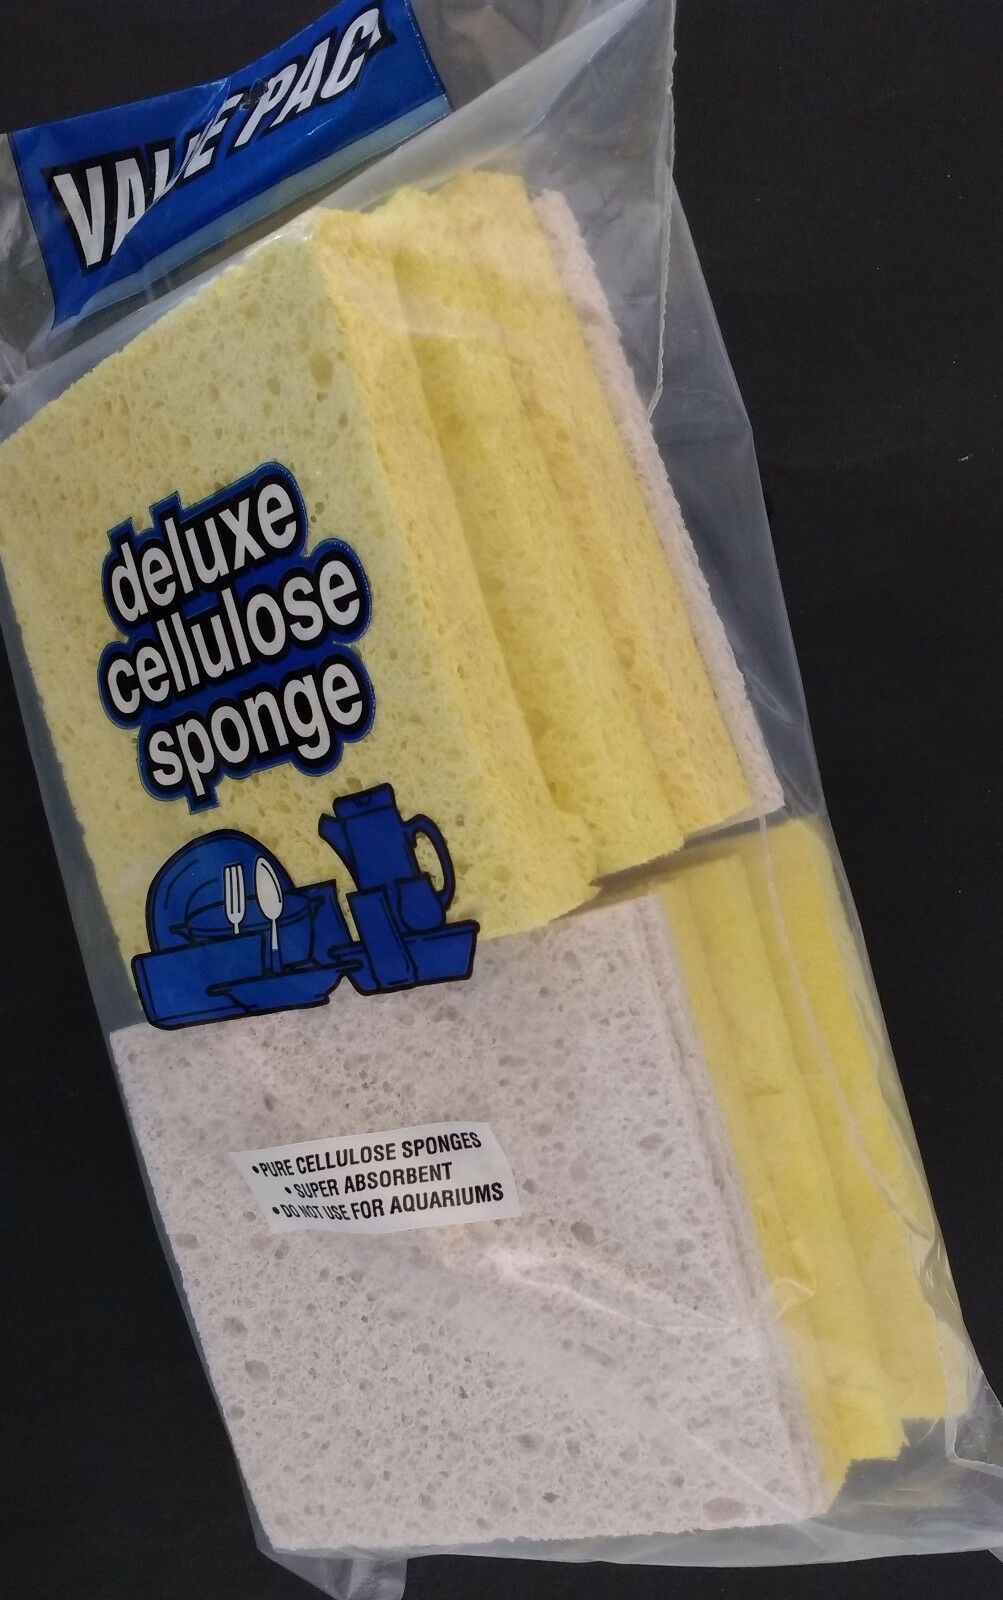 VALUE PAC
deluxe
cellulose
sponge
• PURE CELLULOSE SPONGES
• SUPER ABSORBENT
• DO NOT USE FOR AQUARIUMS